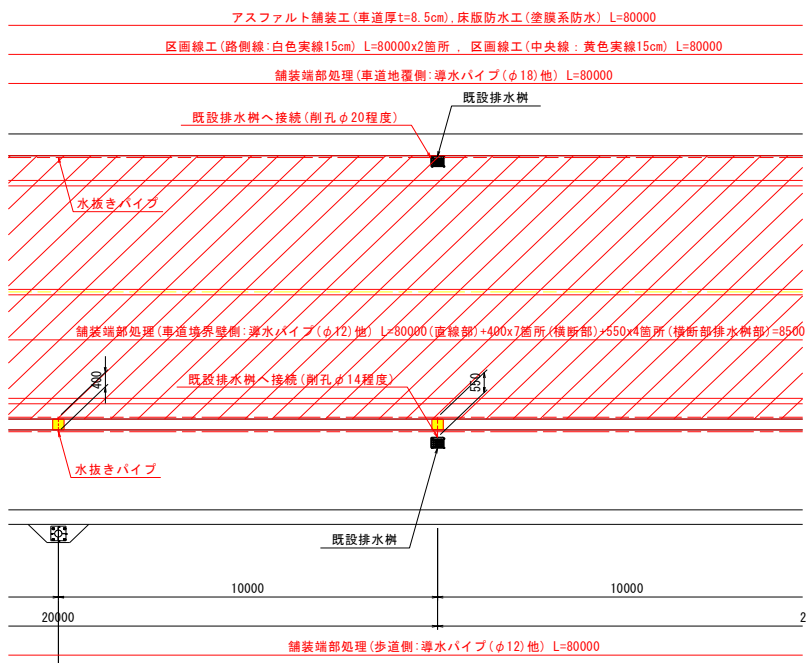 アスファルト舗装工(車道厚t=8.5cm),床版防水工(塗膜系防水) L=80000
区画線工(路側線:白色実線15cm) L=80000x2箇所 , 区画線工(中央線:黄色実線15cm) L=80000
舗装端部処理(車道地覆側:導水パイプ(φ18)他) L=80000
既設排水桝
既設排水桝へ接続(削孔φ20程度)
水抜きパイプ
舗装端部処理(車道境界壁側:導水パイプ(φ12)他) L=80000(直線部)+400x7箇所(横断部)+550x4箇所(横断部排水桝部)=8500
400
既設排水桝へ接続(削孔φ14程度)
550
水抜きパイプ
既設排水桝
10000
10000
20000
2
舗装端部処理(歩道側:導水パイプ(φ12)他) L=80000